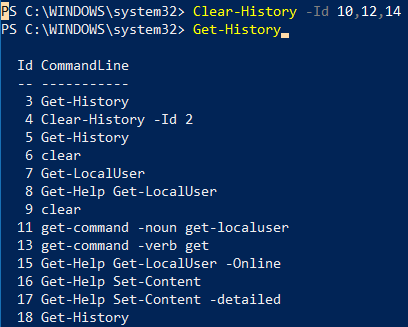 PS C:\WINDOWS\system32> Clear-History -Id 10,12,14
PS C:\WINDOWS\system32> Get-History
Id CommandLine
-- -----------
3 Get-History
4 Clear-History -Id 2
5 Get-History
6 clear
7 Get-LocalUser
8 Get-Help Get-LocalUser
9 clear
11 get-command -noun get-localuser
13 get-command -verb get
15 Get-Help Get-LocalUser -Online
16 Get-Help Set-Content
17 Get-Help Set-Content -detailed
18 Get-History